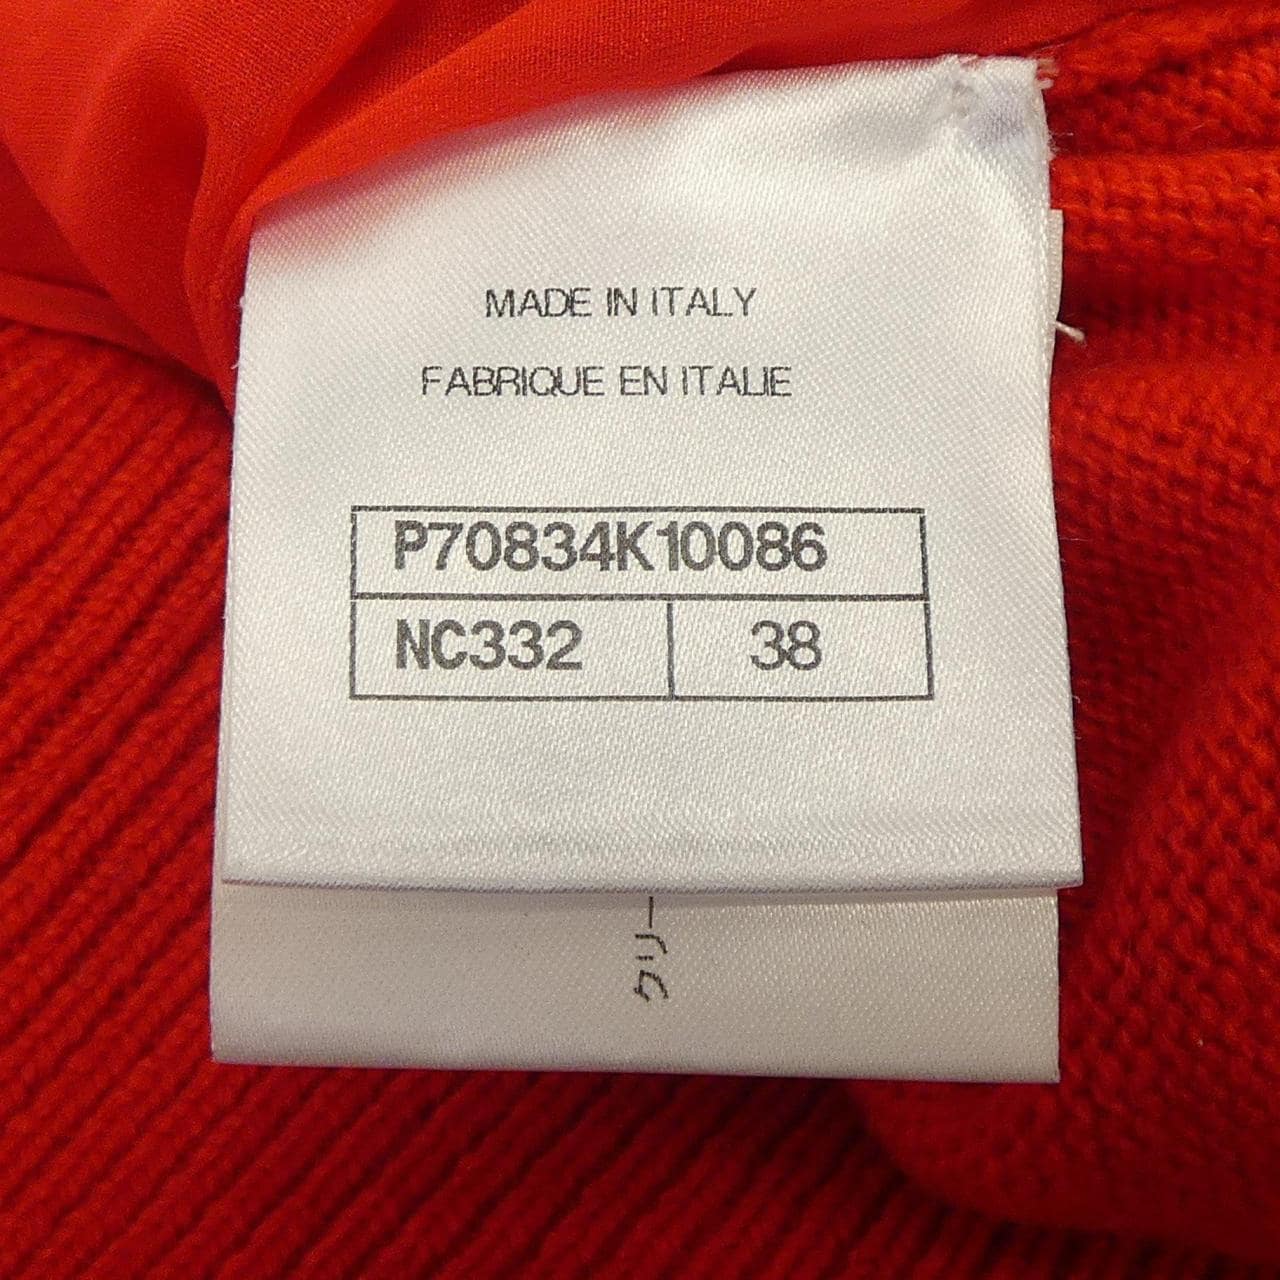 MADE IN ITALY
FABRIQUE EN ITALIE
P70834K10086
NC332 38
クリー